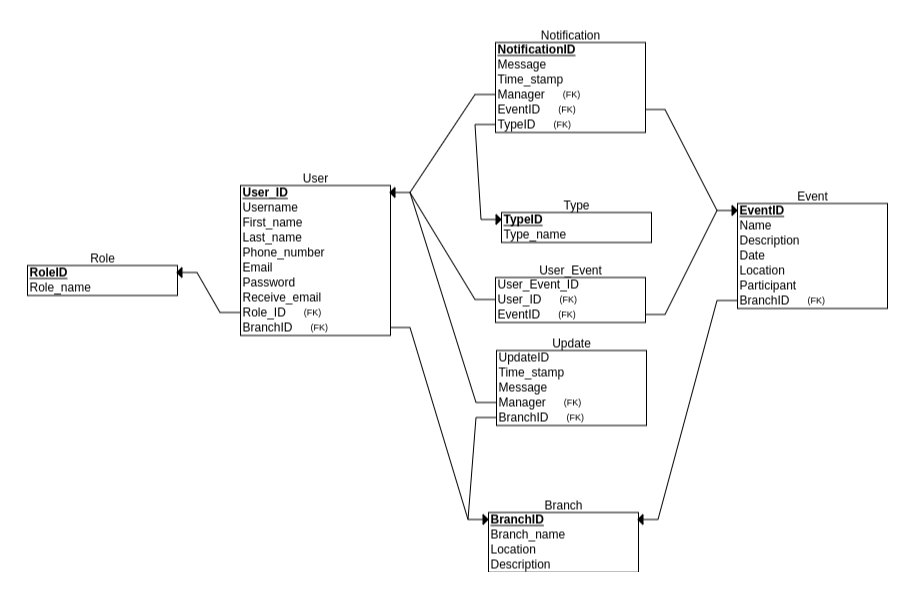 Notification
NotificationID
Message
Time_stamp
Manager (FK)
EventID (FK)
TypeID (FK)
User
User_ID
Username
First_name
Last_name
Phone_number
Email
Password
Receive_email
Role_ID (FK)
BranchID (FK)
Role
RoleID
Role_name
Type
TypeID
Type_name
User_Event
User_Event_ID
User_ID (FK)
EventID (FK)
Update
UpdateID
Time_stamp
Message
Manager (FK)
BranchID (FK)
Event
EventID
Name
Description
Date
Location
Participant
BranchID (FK)
Branch
BranchID
Branch_name
Location
Description